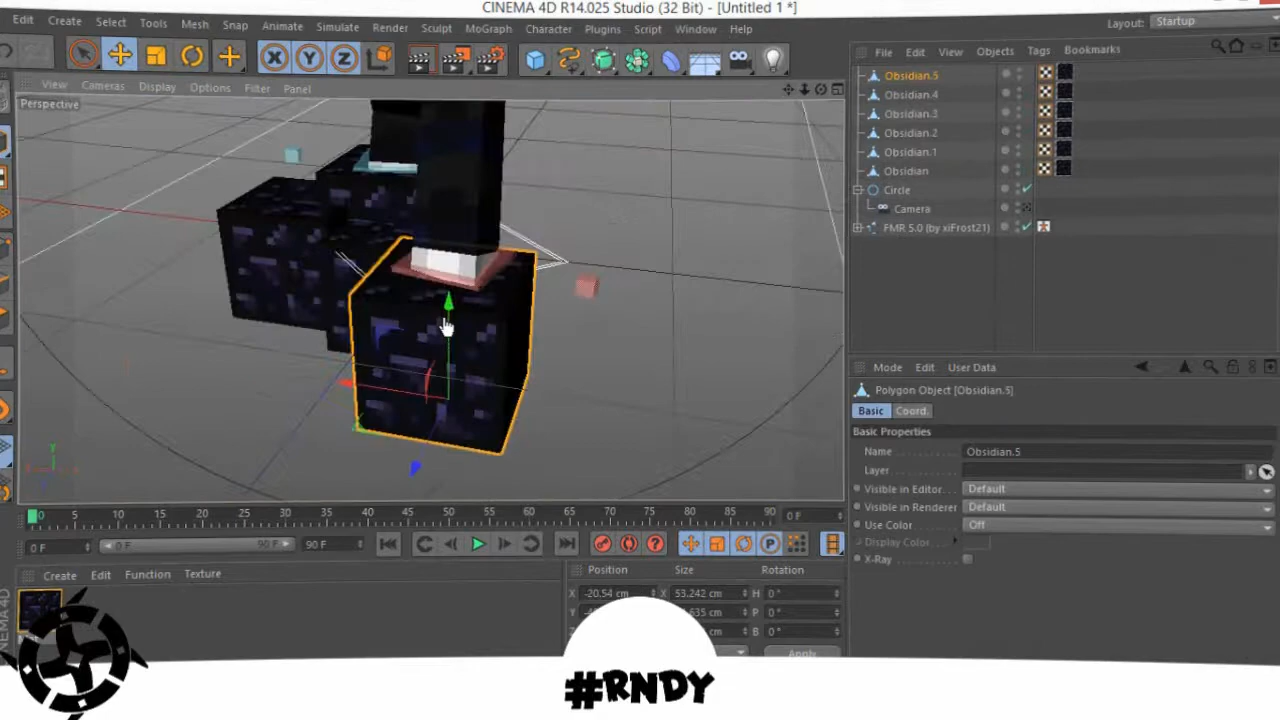 CINEMA 4D R14.025 Studio (32 Bit) - [Untitled 1 *]
Edit Create Select Tools Mesh Snap Animate Simulate Render Sculpt MoGraph Character Plugins Script Window Help
Layout: Startup
X Y Z
File Edit View Objects Tags Bookmarks
View Cameras Display Options Filter Panel
Perspective
Obsidian.5
Obsidian.4
Obsidian.3
Obsidian.2
Obsidian.1
Obsidian
Circle
Camera
FMR 5.0 (by xiFrost21)
Mode Edit User Data
Polygon Object [Obsidian.5]
Basic Coord.
Basic Properties
Name Obsidian.5
Layer
Visible in Editor Default
Visible in Renderer Default
Use Color Off
Display Color
X-Ray
0 5 10 15 20 25 30 35 40 45 50 55 60 65 70 75 80 85 90 0 F
0 F 0 F 90 F 90 F
Create Edit Function Texture
Position Size Rotation
X -20.54 cm X 53.242 cm H 0 °
Y P 0 °
B 0 °
Apply
#RNDY